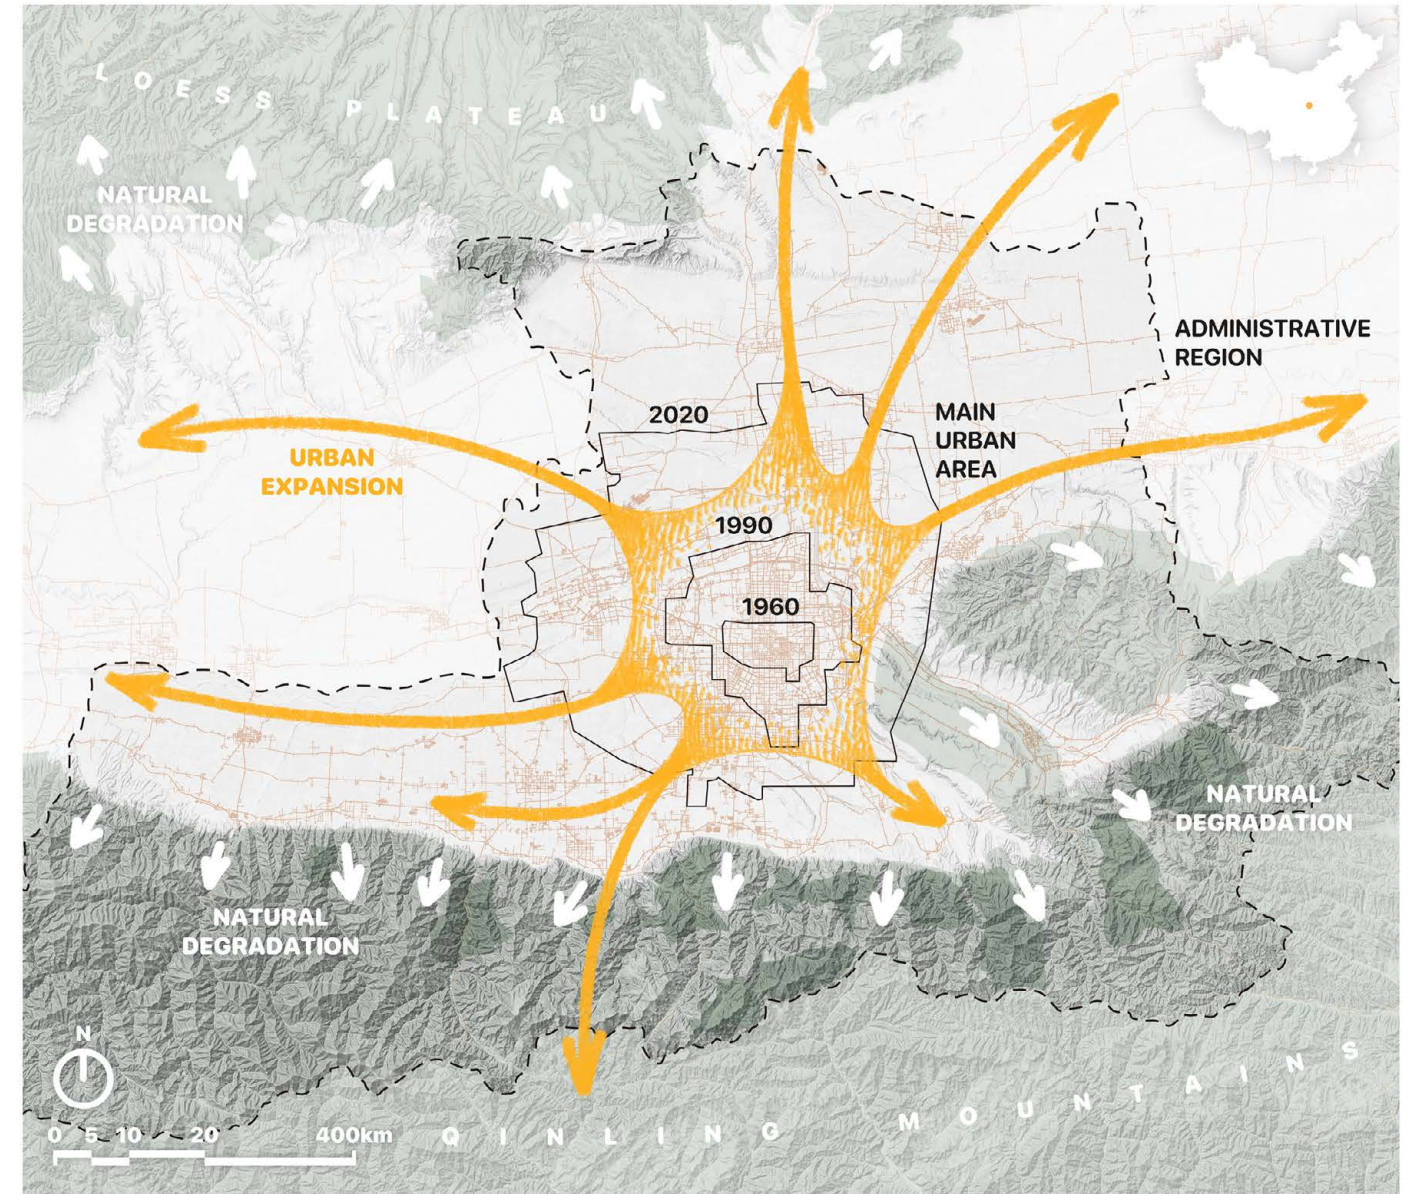 LOESS PLATEAU
NATURAL
DEGRADATION
ADMINISTRATIVE
REGION
2020
MAIN
URBAN
AREA
URBAN
EXPANSION
1990
1960
NATURAL
DEGRADATION
NATURAL
DEGRADATION
N
0 5 10 20 400km
QINLING MOUNTAINS